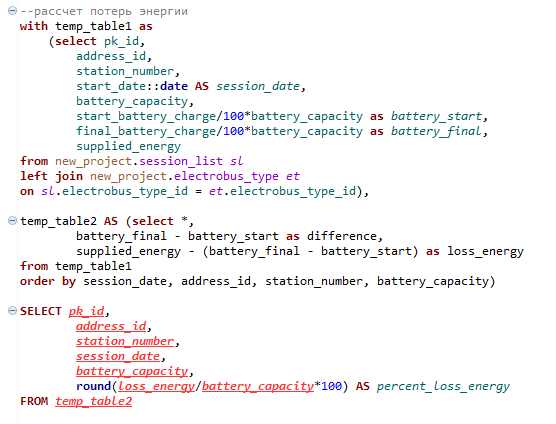 --рассчет потерь энергии
with temp_table1 as
(select pk_id,
address_id,
station_number,
start_date::date AS session_date,
battery_capacity,
start_battery_charge/100*battery_capacity as battery_start,
final_battery_charge/100*battery_capacity as battery_final,
supplied_energy
from new_project.session_list sl
left join new_project.electrobus_type et
on sl.electrobus_type_id = et.electrobus_type_id),
temp_table2 AS (select *,
battery_final - battery_start as difference,
supplied_energy - (battery_final - battery_start) as loss_energy
from temp_table1
order by session_date, address_id, station_number, battery_capacity)
SELECT pk_id,
address_id,
station_number,
session_date,
battery_capacity,
round(loss_energy/battery_capacity*100) AS percent_loss_energy
FROM temp_table2